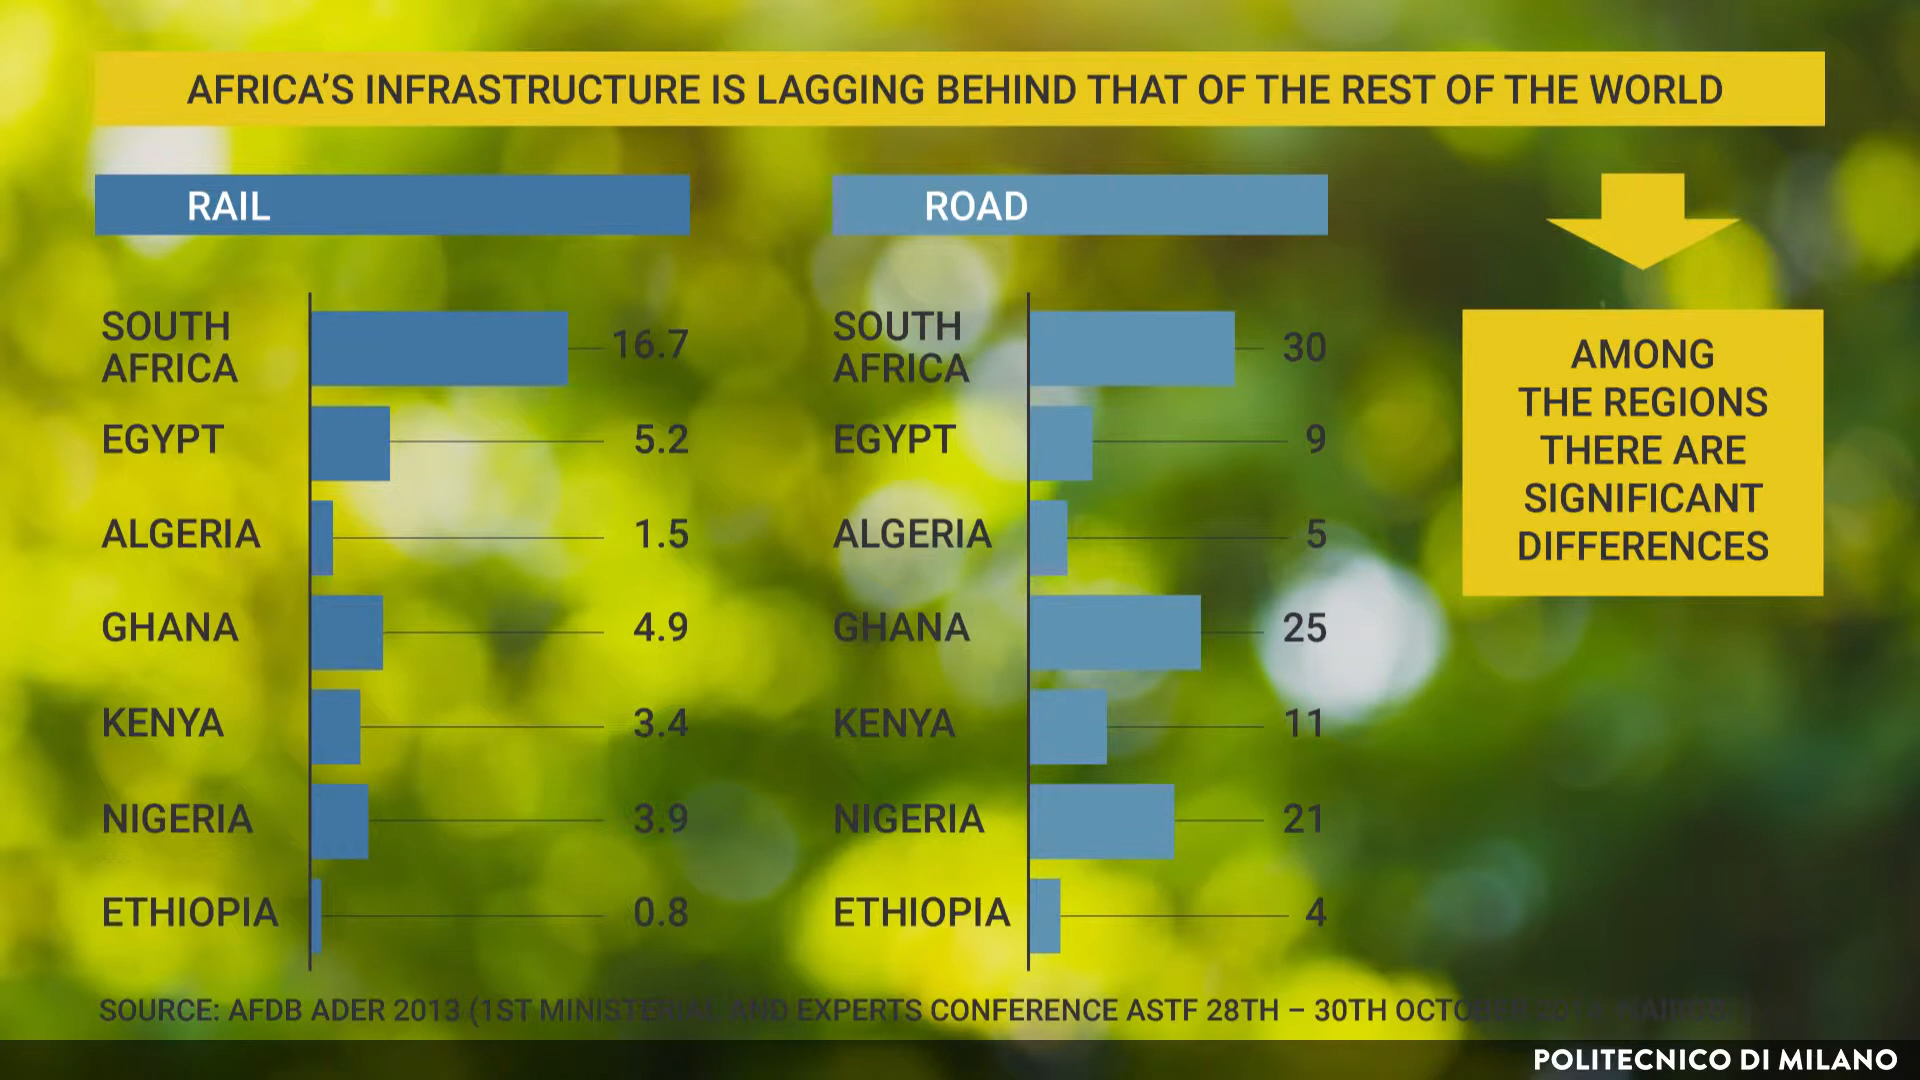 AFRICA'S INFRASTRUCTURE IS LAGGING BEHIND THAT OF THE REST OF THE WORLD
RAIL
SOUTH
AFRICA
16.7
EGYPT
5.2
ALGERIA
1.5
GHANA
4.9
KENYA
3.4
NIGERIA
3.9
ETHIOPIA
0.8
ROAD
SOUTH
AFRICA
30
EGYPT
9
ALGERIA
5
GHANA
25
KENYA
11
NIGERIA
21
ETHIOPIA
4
AMONG
THE REGIONS
THERE ARE
SIGNIFICANT
DIFFERENCES
SOURCE: AFDB ADER 2013 (1ST MINISTERIAL AND EXPERTS CONFERENCE ASTF 28TH – 30TH OCTOBER
POLITECNICO DI MILANO